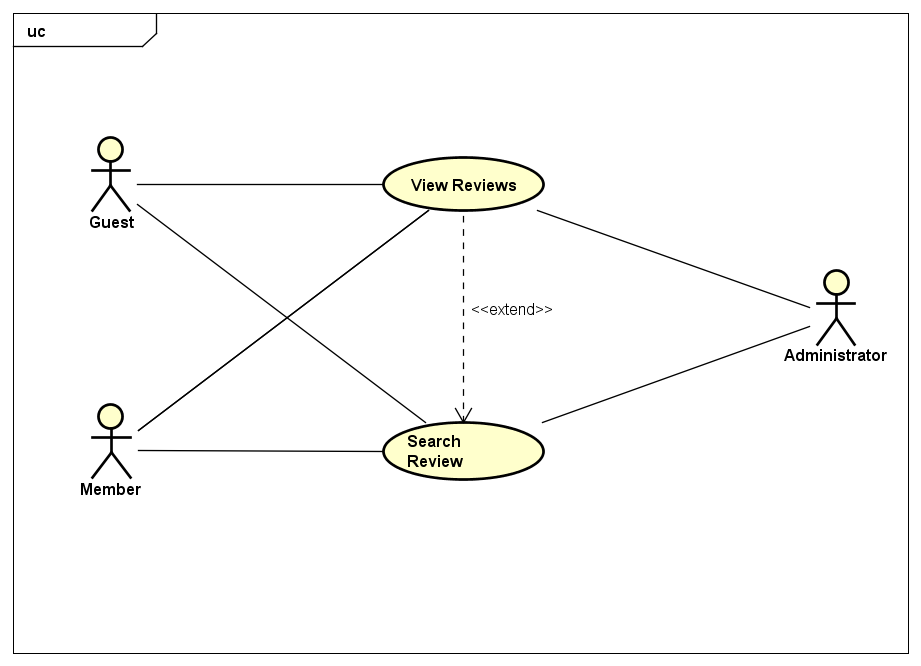 uc
View Reviews
Guest
<<extend>>
Administrator
Search
Review
Member